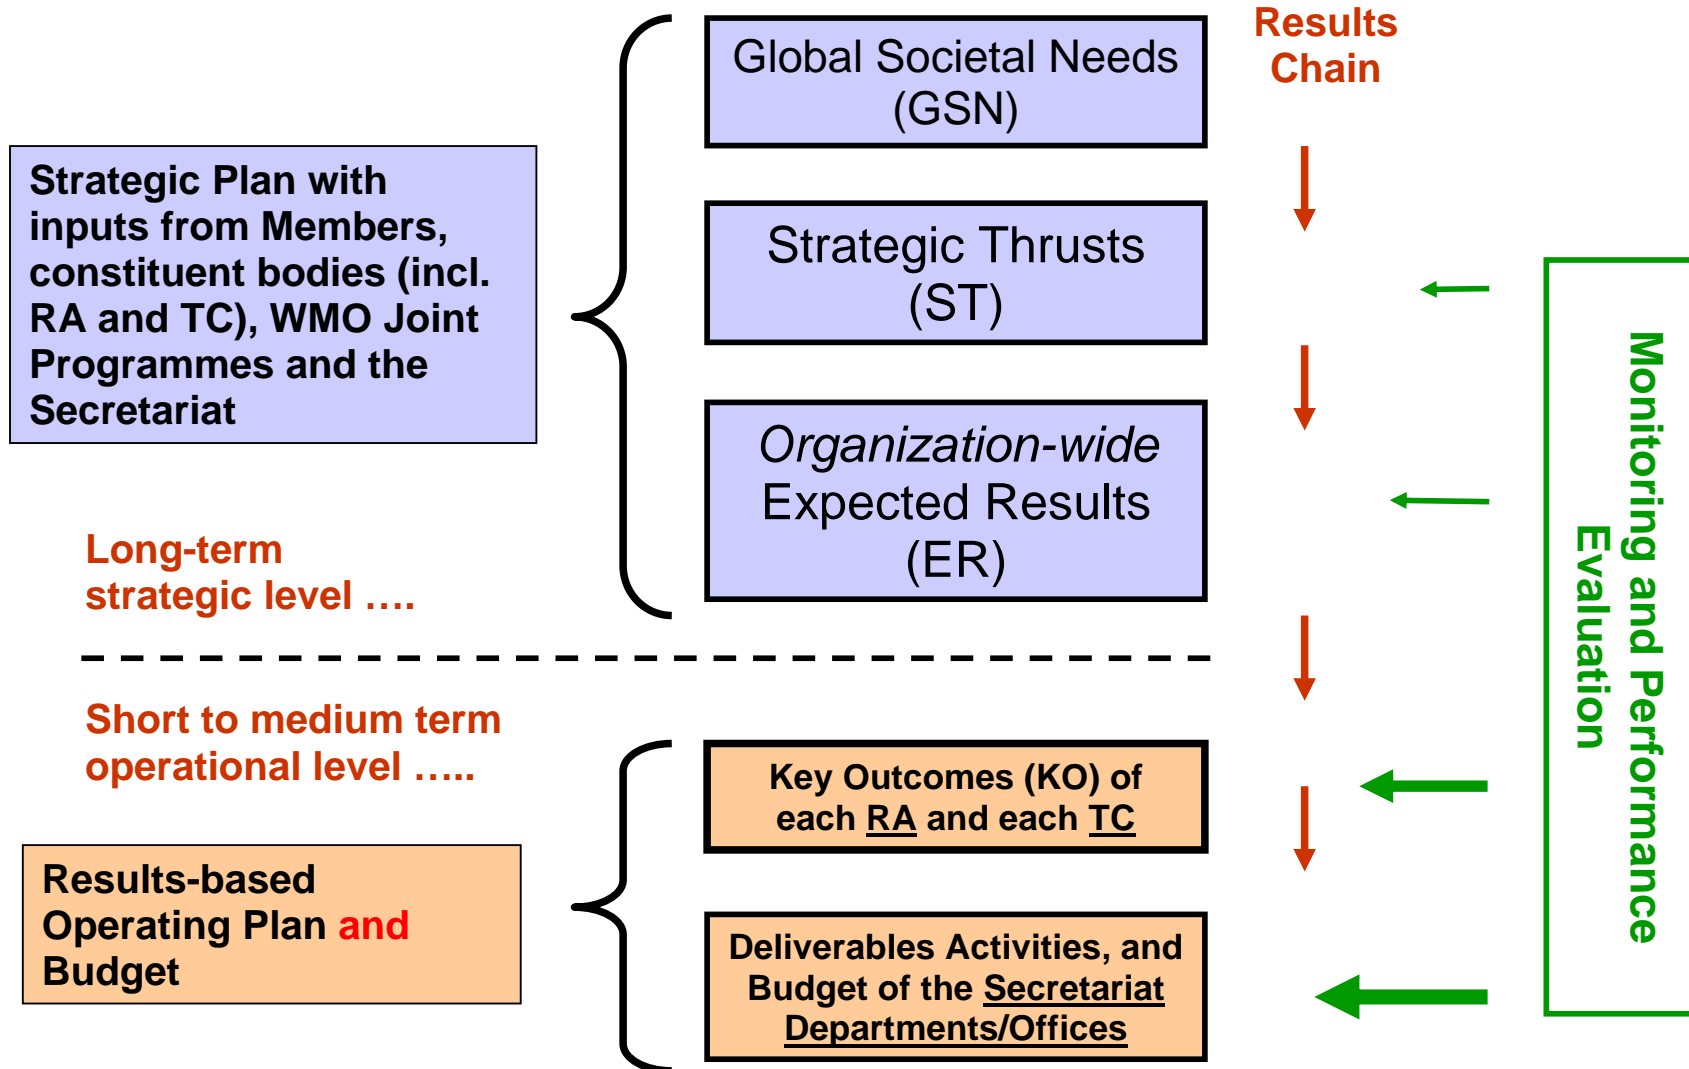 Results
Chain
Global Societal Needs
(GSN)
Strategic Plan with
inputs from Members,
constituent bodies (incl.
RA and TC), WMO Joint
Programmes and the
Secretariat
Strategic Thrusts
(ST)
Organization-wide
Expected Results
(ER)
Monitoring and Performance
Evaluation
Long-term
strategic level ….
Short to medium term
operational level …..
Key Outcomes (KO) of
each RA and each TC
Results-based
Operating Plan and
Budget
Deliverables Activities, and
Budget of the Secretariat
Departments/Offices